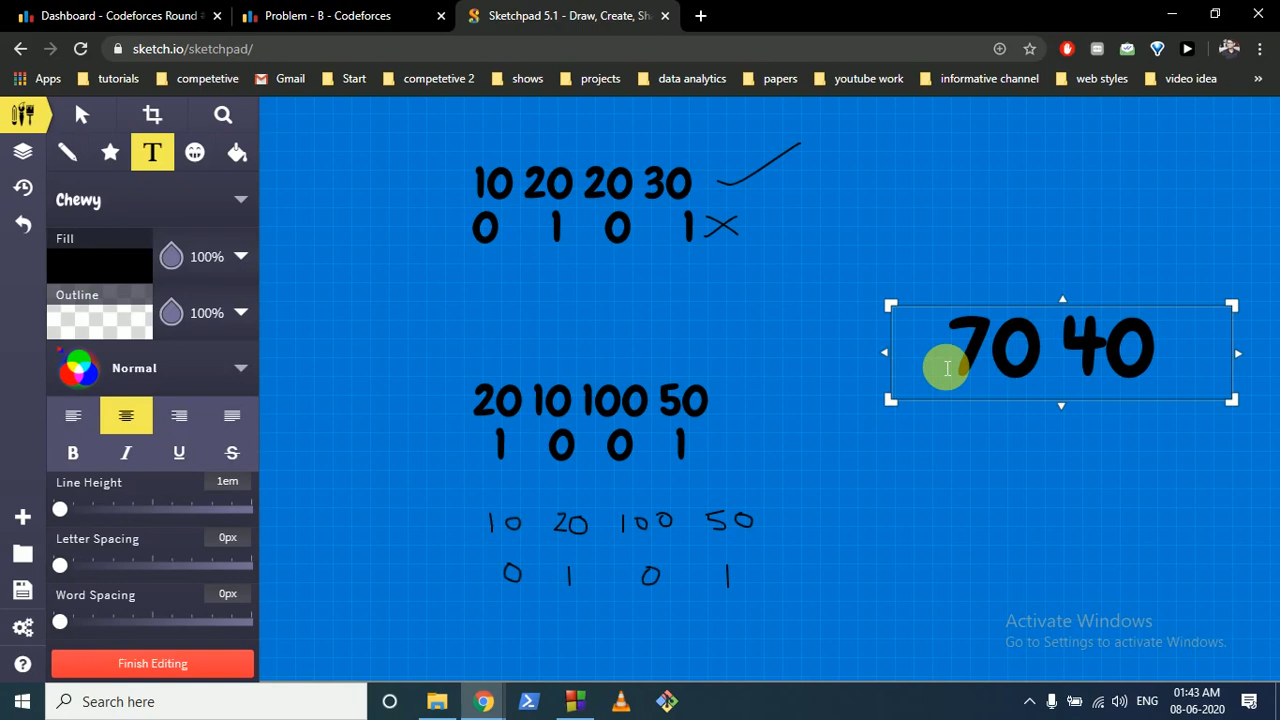 Dashboard - Codeforces Round
Problem - B - Codeforces
Sketchpad 5.1 - Draw, Create, Sh
sketch.io/sketchpad/
Apps tutorials competetive Gmail Start competetive 2 shows projects data analytics papers youtube work informative channel web styles video idea »
T
Chewy
Fill
100%
Outline
100%
Normal
B I U S
Line Height 1em
Letter Spacing 0px
Word Spacing 0px
Finish Editing
10 20 20 30
0 1 0 1
70 40
20 10 100 50
1 0 0 1
10 20 100 50
0 1 0 1
Activate Windows
Go to Settings to activate Windows.
Search here
ENG
01:43 AM
08-06-2020